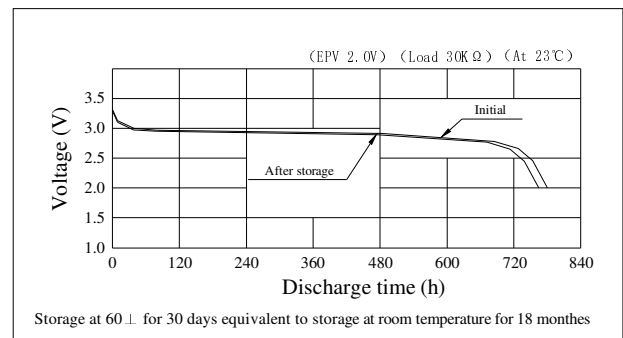 (EPV 2.0V) (Load 30KΩ) (At 23℃)
3.5
3.0
2.5
2.0
1.5
1.0
Voltage (V)
Initial
After storage
0 120 240 360 480 600 720 840
Discharge time (h)
Storage at 60⊥ for 30 days equivalent to storage at room temperature for 18 monthes